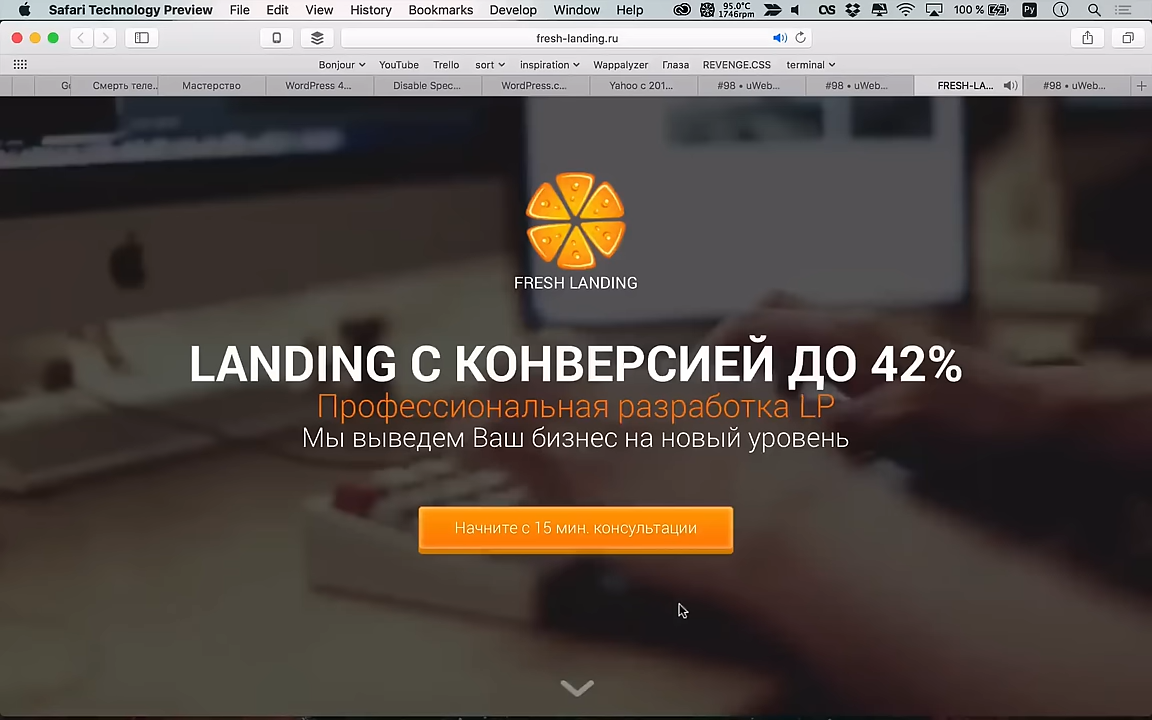 Safari Technology Preview File Edit View History Bookmarks Develop Window Help 95.0°C 1746rpm 100 % Ру
fresh-landing.ru
Bonjour YouTube Trello sort inspiration Wappalyzer Глаза REVENGE.CSS terminal
Смерть теле... Мастерство WordPress 4... Disable Spec... WordPress.c... Yahoo с 201... #98 • uWeb... #98 • uWeb... FRESH-LA... #98 • uWeb...
FRESH LANDING
LANDING С КОНВЕРСИЕЙ ДО 42%
Профессиональная разработка LP
Мы выведем Ваш бизнес на новый уровень
Начните с 15 мин. консультации